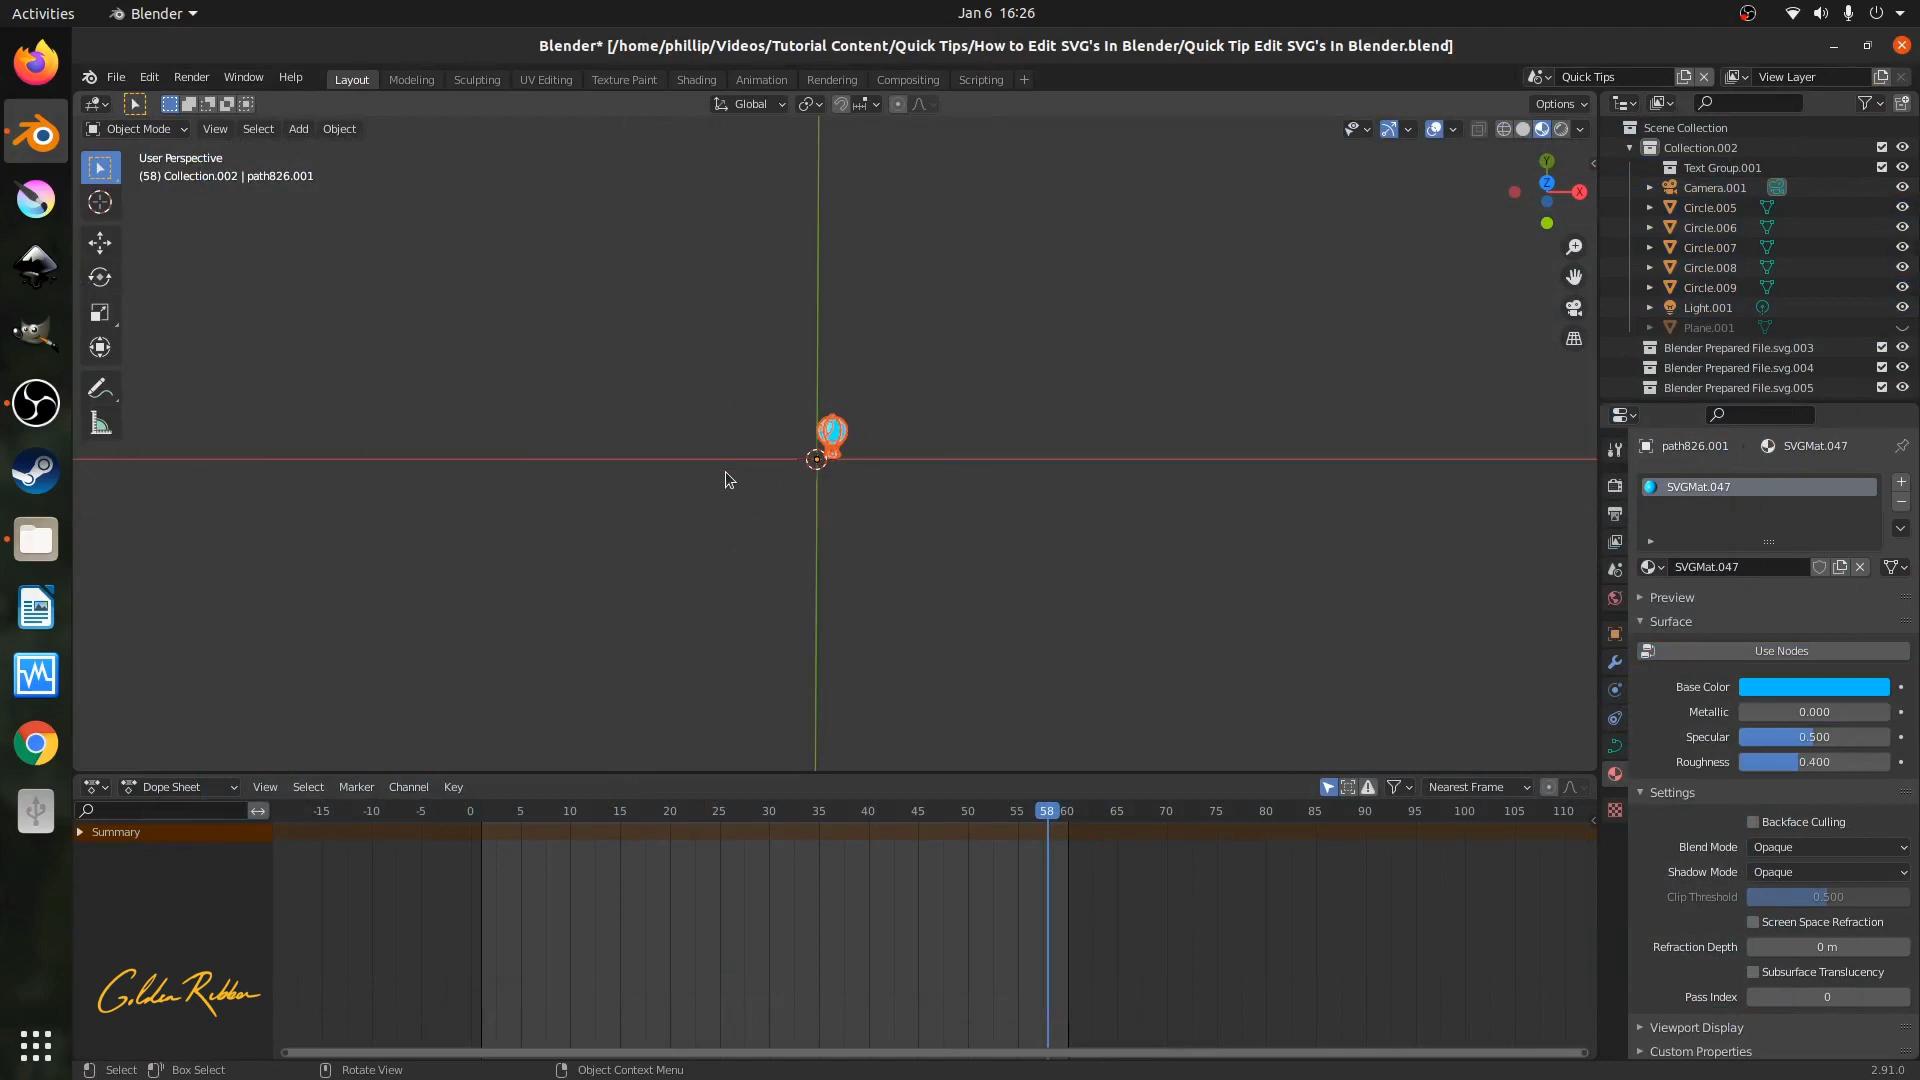 Activities
Blender
Jan 6 16:26
Blender* [/home/phillip/Videos/Tutorial Content/Quick Tips/How to Edit SVG's In Blender/Quick Tip Edit SVG's In Blender.blend]
File Edit Render Window Help
Layout Modeling Sculpting UV Editing Texture Paint Shading Animation Rendering Compositing Scripting +
Quick Tips
View Layer
Global
Options
Object Mode View Select Add Object
User Perspective
(58) Collection.002 | path826.001
Y
Z
X
Scene Collection
Collection.002
Text Group.001
Camera.001
Circle.005
Circle.006
Circle.007
Circle.008
Circle.009
Light.001
Plane.001
Blender Prepared File.svg.003
Blender Prepared File.svg.004
Blender Prepared File.svg.005
path826.001
SVGMat.047
SVGMat.047
SVGMat.047
Preview
Surface
Use Nodes
Base Color
Metallic 0.000
Specular 0.500
Roughness 0.400
Settings
Backface Culling
Blend Mode Opaque
Shadow Mode Opaque
Clip Threshold 0.500
Screen Space Refraction
Refraction Depth 0 m
Subsurface Translucency
Pass Index 0
Viewport Display
Custom Properties
Dope Sheet View Select Marker Channel Key
Nearest Frame
-15 -10 -5 0 5 10 15 20 25 30 35 40 45 50 55 58 60 65 70 75 80 85 90 95 100 105 110
Summary
Golden Ribbon
Select Box Select Rotate View Object Context Menu
2.91.0